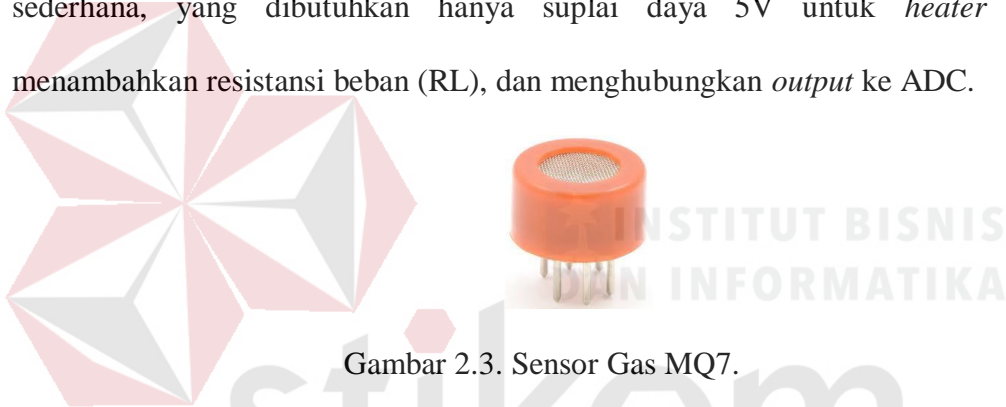 sederhana, yang dibutuhkan hanya suplai daya 5V untuk heater
menambahkan resistansi beban (RL), dan menghubungkan output ke ADC.
INSTITUT BISNIS
DAN INFORMATIKA
Gambar 2.3. Sensor Gas MQ7.
stikom